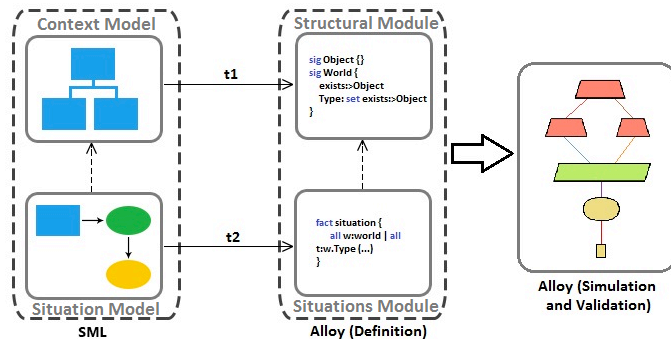 Context Model
Structural Module
t1
sig Object {}
sig World {
exists:>Object
Type: set exists:>Object
}
fact situation {
all w:world | all
t:w.Type (...)
}
t2
Situation Model
Situations Module
SML
Alloy (Definition)
Alloy (Simulation
and Validation)